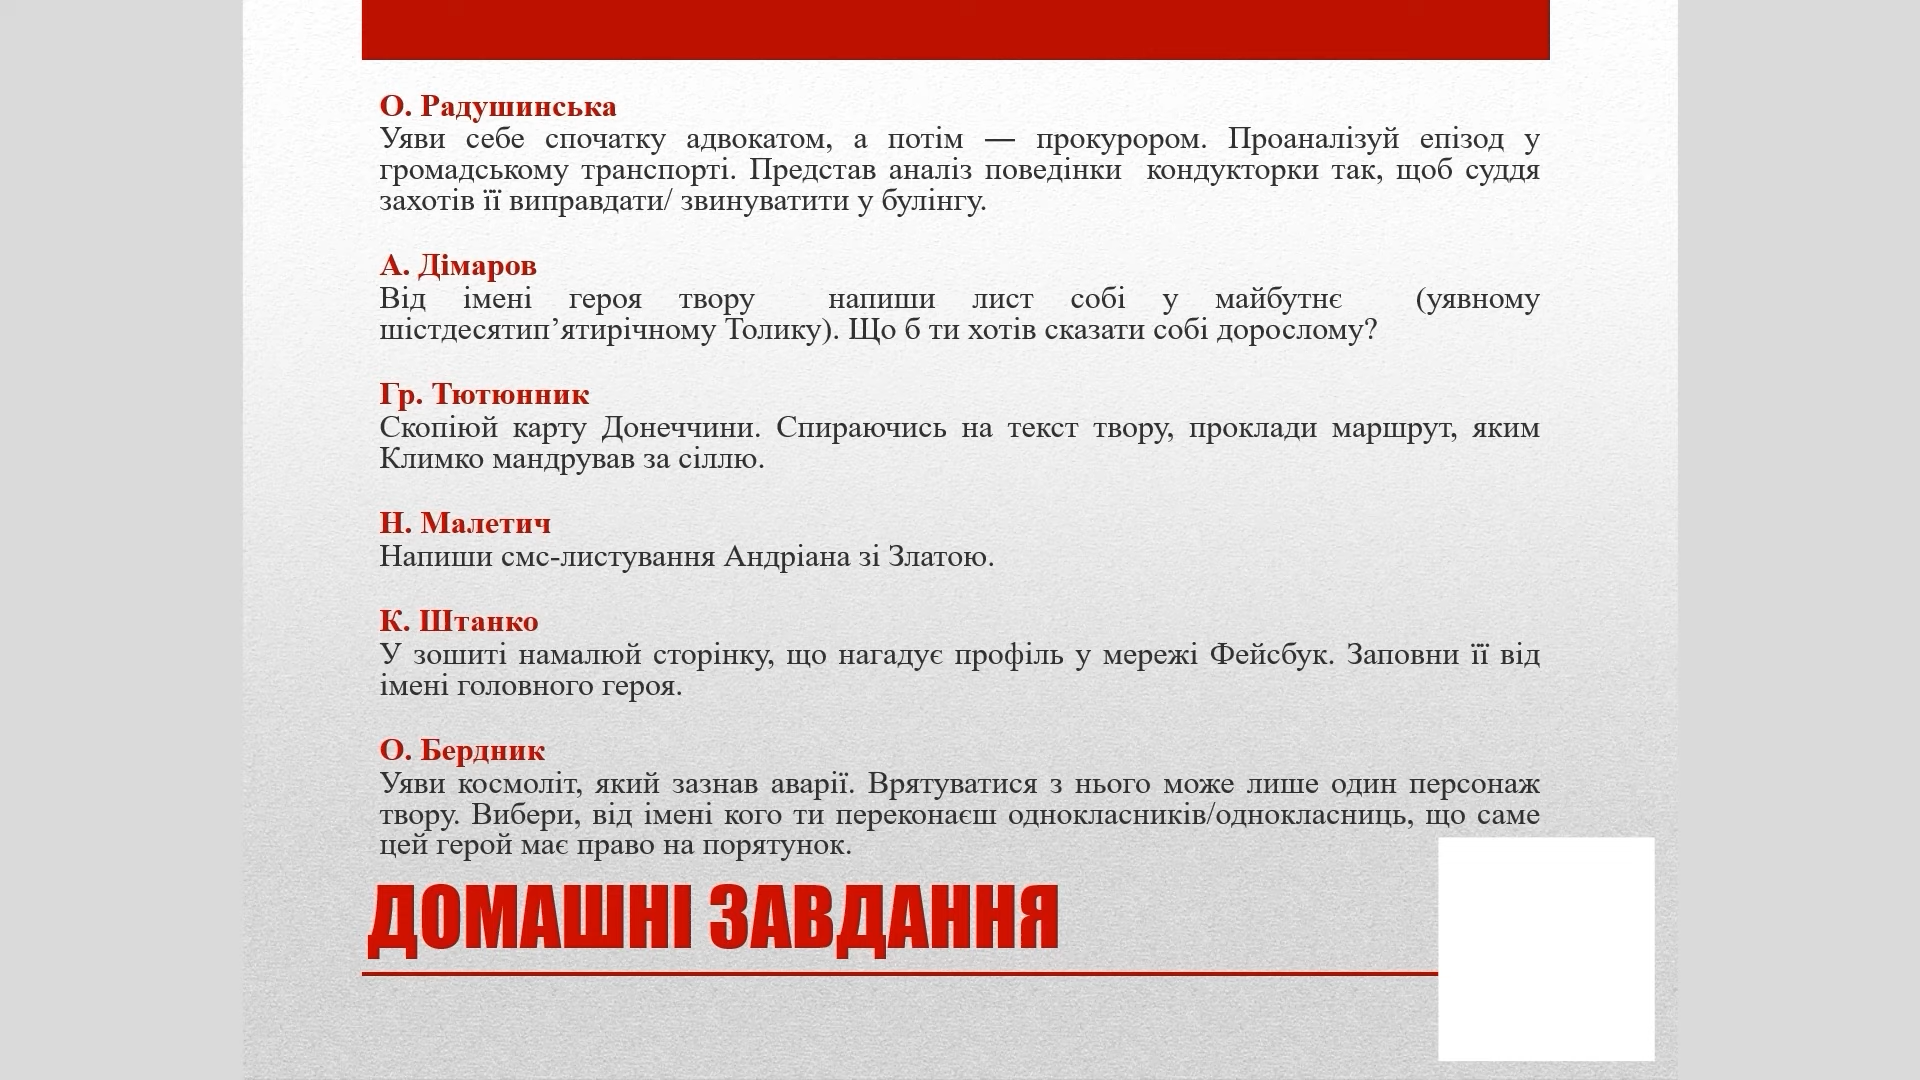 О. Радушинська
Уяви себе спочатку адвокатом, а потім — прокурором. Проаналізуй епізод у
громадському транспорті. Представ аналіз поведінки кондукторки так, щоб суддя
захотів її виправдати/ звинуватити у булінгу.
А. Дімаров
Від імені героя твору напиши лист собі у майбутнє (уявному
шістдесятип’ятирічному Толику). Що б ти хотів сказати собі дорослому?
Гр. Тютюнник
Скопіюй карту Донеччини. Спираючись на текст твору, проклади маршрут, яким
Климко мандрував за сіллю.
Н. Малетич
Напиши смс-листування Андріана зі Златою.
К. Штанко
У зошиті намалюй сторінку, що нагадує профіль у мережі Фейсбук. Заповни її від
імені головного героя.
О. Бердник
Уяви космоліт, який зазнав аварії. Врятуватися з нього може лише один персонаж
твору. Вибери, від імені кого ти переконаєш однокласників/однокласниць, що саме
цей герой має право на порятунок.
ДОМАШНІ ЗАВДАННЯ